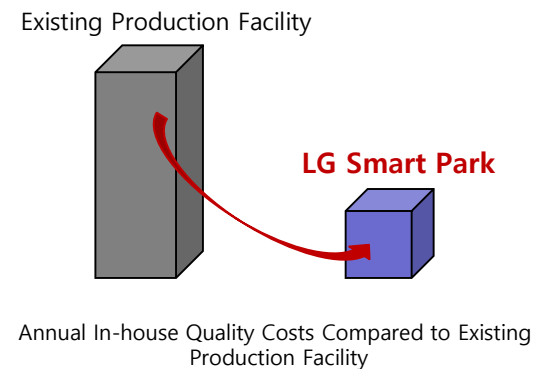 Existing Production Facility
LG Smart Park
Annual In-house Quality Costs Compared to Existing
Production Facility